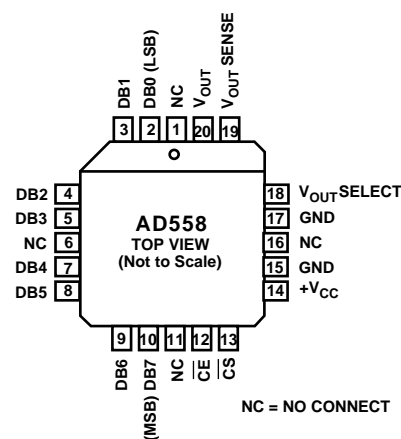 DB1
DB0 (LSB)
NC
VOUT
VOUT SENSE
3
2
1
20
19
DB2 4
DB3 5
NC 6
DB4 7
DB5 8
AD558
TOP VIEW
(Not to Scale)
18 VOUT SELECT
17 GND
16 NC
15 GND
14 +VCC
9
10
11
12
13
DB6
(MSB) DB7
NC
CE
CS
NC = NO CONNECT